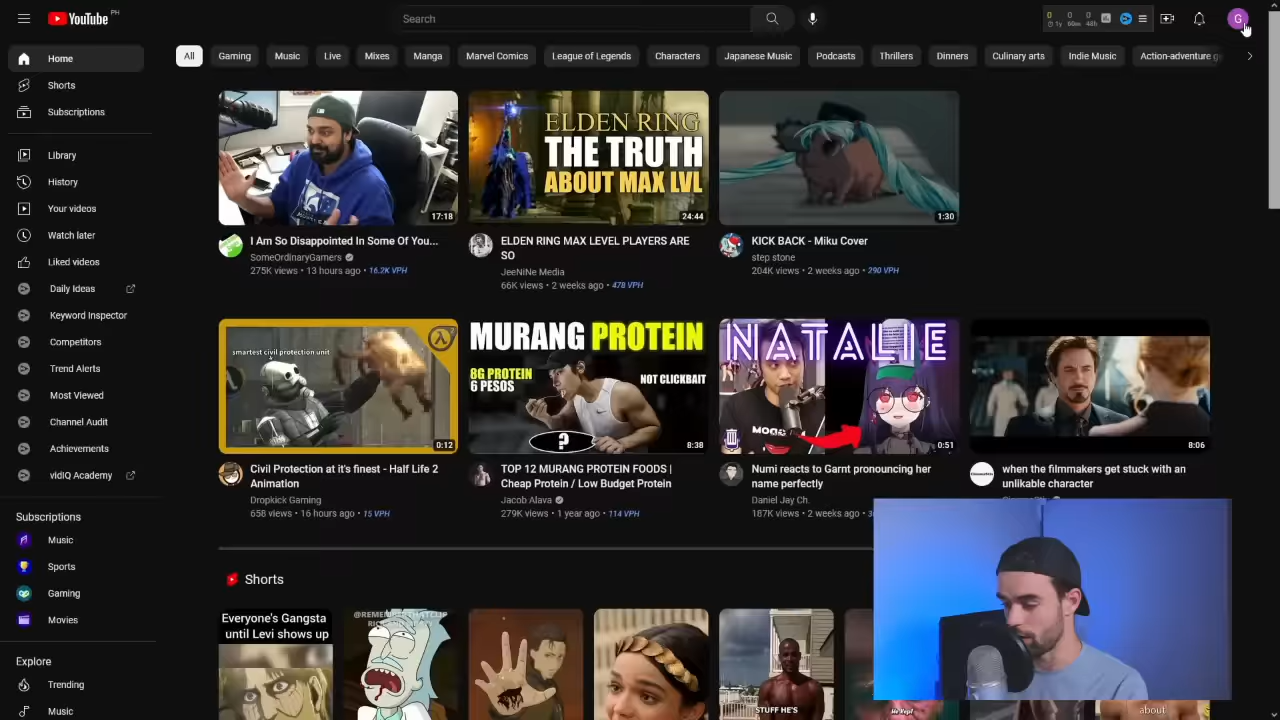 YouTube PH
Search
0 0 0
1y 60m 48h
G
Home
Shorts
Subscriptions
Library
History
Your videos
Watch later
Liked videos
Daily Ideas
Keyword Inspector
Competitors
Trend Alerts
Most Viewed
Channel Audit
Achievements
vidIQ Academy
Subscriptions
Music
Sports
Gaming
Movies
Explore
Trending
Music
All Gaming Music Live Mixes Manga Marvel Comics League of Legends Characters Japanese Music Podcasts Thrillers Dinners Culinary arts Indie Music Action-adventure g
17:18
I Am So Disappointed In Some Of You...
SomeOrdinaryGamers
275K views • 13 hours ago • 16.2K VPH
ELDEN RING
THE TRUTH
ABOUT MAX LVL
24:44
ELDEN RING MAX LEVEL PLAYERS ARE
SO
JeeNiNe Media
66K views • 2 weeks ago • 478 VPH
1:30
KICK BACK - Miku Cover
step stone
204K views • 2 weeks ago • 290 VPH
smartest civil protection unit
0:12
Civil Protection at it's finest - Half Life 2
Animation
Dropkick Gaming
658 views • 16 hours ago • 15 VPH
MURANG PROTEIN
8G PROTEIN
6 PESOS
NOT CLICKBAIT
?
8:38
TOP 12 MURANG PROTEIN FOODS |
Cheap Protein / Low Budget Protein
Jacob Alava
279K views • 1 year ago • 114 VPH
NATALIE
0:51
Numi reacts to Garnt pronouncing her
name perfectly
Daniel Jay Ch.
187K views • 2 weeks ago •
8:06
when the filmmakers get stuck with an
unlikable character
Shorts
Everyone's Gangsta
until Levi shows up
STUFF HE'S
about